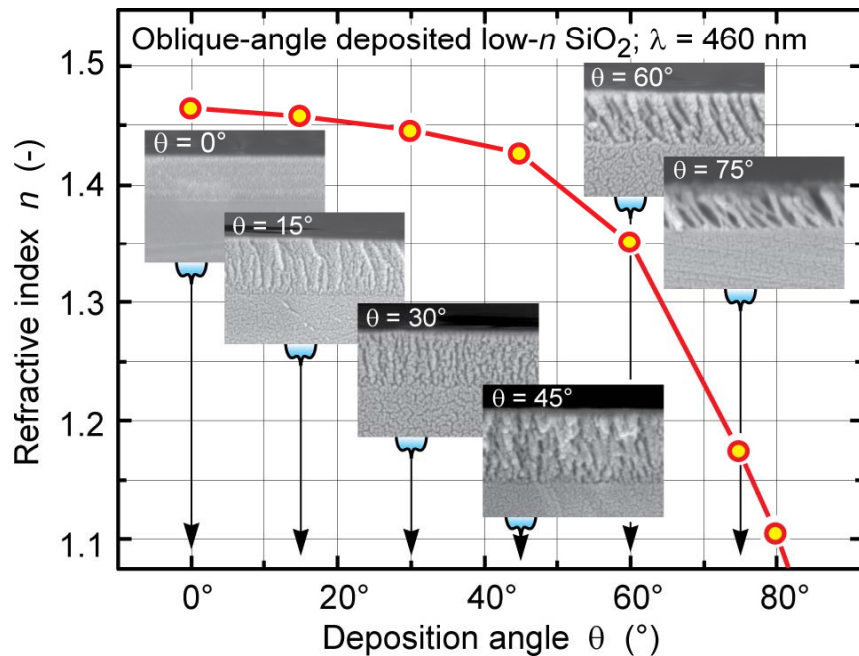 Oblique-angle deposited low-n SiO₂; λ = 460 nm
1.5
1.4
1.3
1.2
1.1
Refractive index n (-)
θ = 0°
θ = 15°
θ = 30°
θ = 45°
θ = 60°
θ = 75°
0°
20°
40°
60°
80°
Deposition angle θ (°)